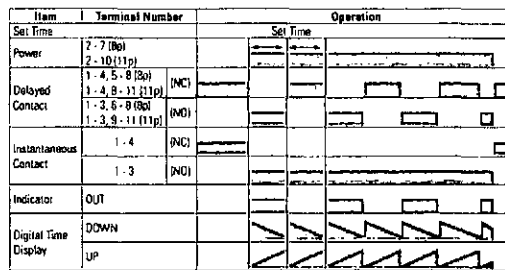 Item Terminal Number Operation
Set Time Set Time
Power 2 - 7 (8p)
2 - 10 (11p)
Delayed Contact 1 - 4, 5 - 8 (8p)
1 - 4, 8 - 11 (11p) (NC)
1 - 3, 6 - 8 (8p)
1 - 3, 9 - 11 (11p) (NO)
Instantaneous Contact 1 - 4 (NC)
1 - 3 (NO)
Indicator OUT
Digital Time Display DOWN
UP